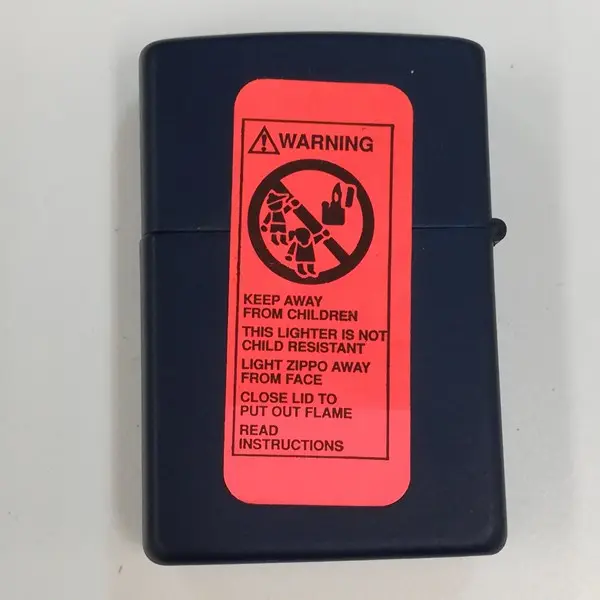 WARNING
KEEP AWAY
FROM CHILDREN
THIS LIGHTER IS NOT
CHILD RESISTANT
LIGHT ZIPPO AWAY
FROM FACE
CLOSE LID TO
PUT OUT FLAME
READ
INSTRUCTIONS